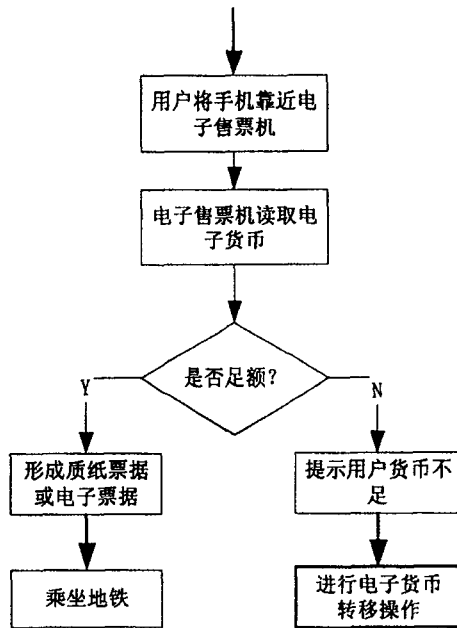 用户将手机靠近电
子售票机
电子售票机读取电
子货币
是否足额？
Y
N
形成质纸票据
或电子票据
提示用户货币不
足
乘坐地铁
进行电子货币
转移操作